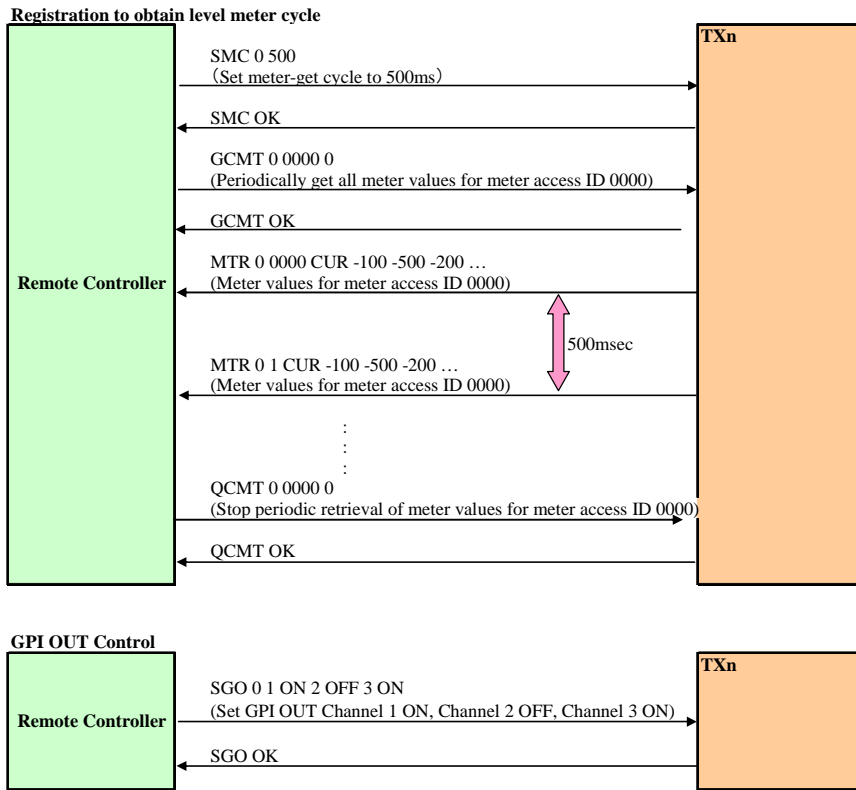 Registration to obtain level meter cycle
TXn
SMC 0 500
（Set meter-get cycle to 500ms）
SMC OK
GCMT 0 0000 0
(Periodically get all meter values for meter access ID 0000)
GCMT OK
MTR 0 0000 CUR -100 -500 -200 …
Remote Controller
(Meter values for meter access ID 0000)
500msec
MTR 0 1 CUR -100 -500 -200 …
(Meter values for meter access ID 0000)
:
:
:
QCMT 0 0000 0
(Stop periodic retrieval of meter values for meter access ID 0000)
QCMT OK
GPI OUT Control
TXn
SGO 0 1 ON 2 OFF 3 ON
Remote Controller
(Set GPI OUT Channel 1 ON, Channel 2 OFF, Channel 3 ON)
SGO OK